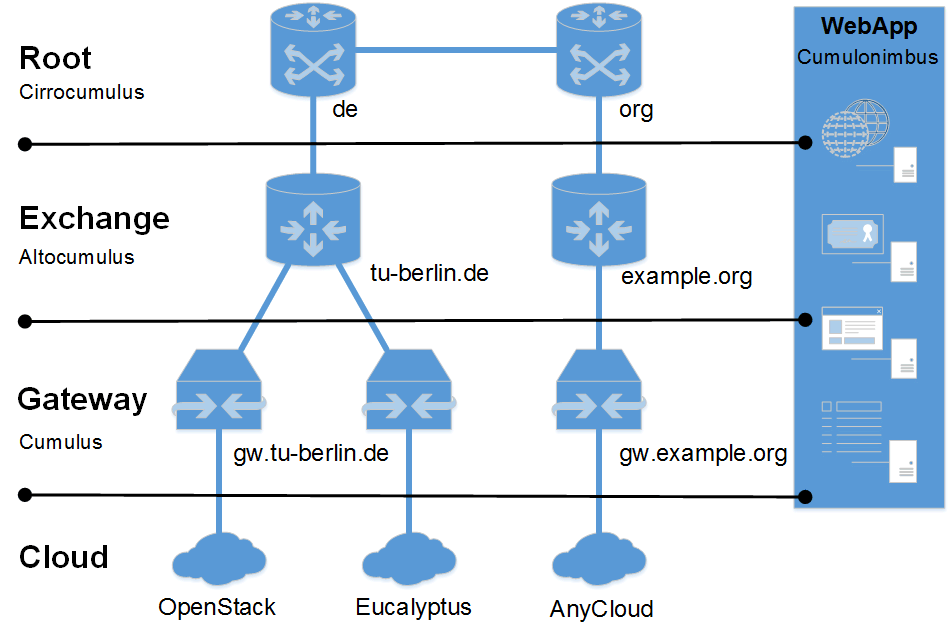 Root
Cirrocumulus
de
org
WebApp
Cumulonimbus
Exchange
Altocumulus
tu-berlin.de
example.org
Gateway
Cumulus
gw.tu-berlin.de
gw.example.org
Cloud
OpenStack
Eucalyptus
AnyCloud